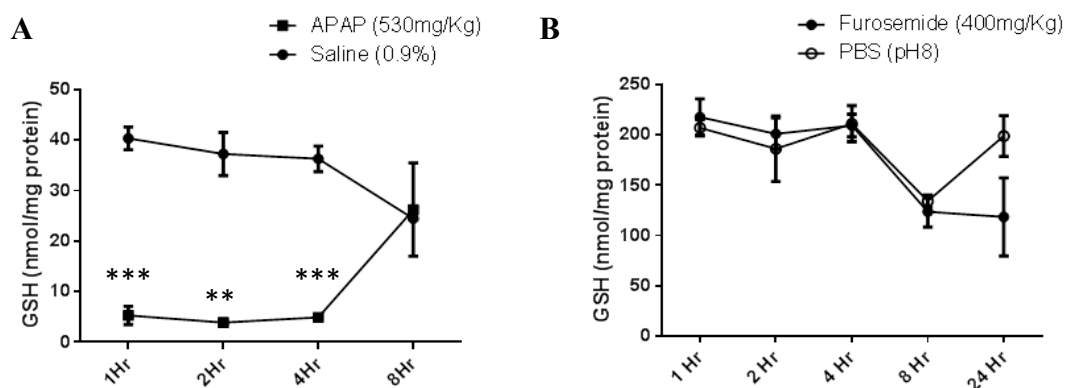 A
APAP (530mg/Kg)
Saline (0.9%)
GSH (nmol/mg protein)
50
40
30
20
10
0
***
**
***
1Hr
2Hr
4Hr
8Hr
B
Furosemide (400mg/Kg)
PBS (pH8)
GSH (nmol/mg protein)
250
200
150
100
50
0
1 Hr
2 Hr
4 Hr
8 Hr
24 Hr